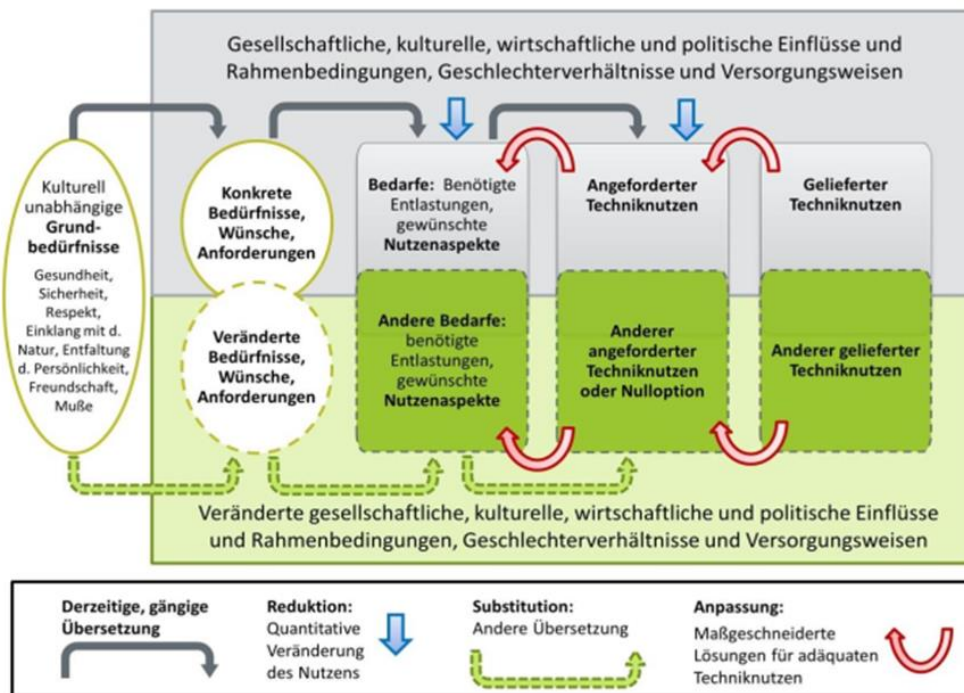 Gesellschaftliche, kulturelle, wirtschaftliche und politische Einflüsse und
Rahmenbedingungen, Geschlechterverhältnisse und Versorgungsweisen
Kulturell
unabhängige
Grund-
bedürfnisse
Gesundheit,
Sicherheit,
Respekt,
Einklang mit d.
Natur, Entfaltung
d. Persönlichkeit,
Freundschaft,
Muße
Konkrete
Bedürfnisse,
Wünsche,
Anforderungen
Bedarfe: Benötigte
Entlastungen,
gewünschte
Nutzenaspekte
Angeforderter
Techniknutzen
Gelieferter
Techniknutzen
Veränderte
Bedürfnisse,
Wünsche,
Anforderungen
Andere Bedarfe:
benötigte
Entlastungen,
gewünschte
Nutzenaspekte
Anderer
angeforderter
Techniknutzen
oder Nulloption
Anderer gelieferter
Techniknutzen
Veränderte gesellschaftliche, kulturelle, wirtschaftliche und politische Einflüsse
und Rahmenbedingungen, Geschlechterverhältnisse und Versorgungsweisen
Derzeitige, gängige
Übersetzung
Reduktion:
Quantitative
Veränderung
des Nutzens
Substitution:
Andere Übersetzung
Anpassung:
Maßgeschneiderte
Lösungen für adäquaten
Techniknutzen